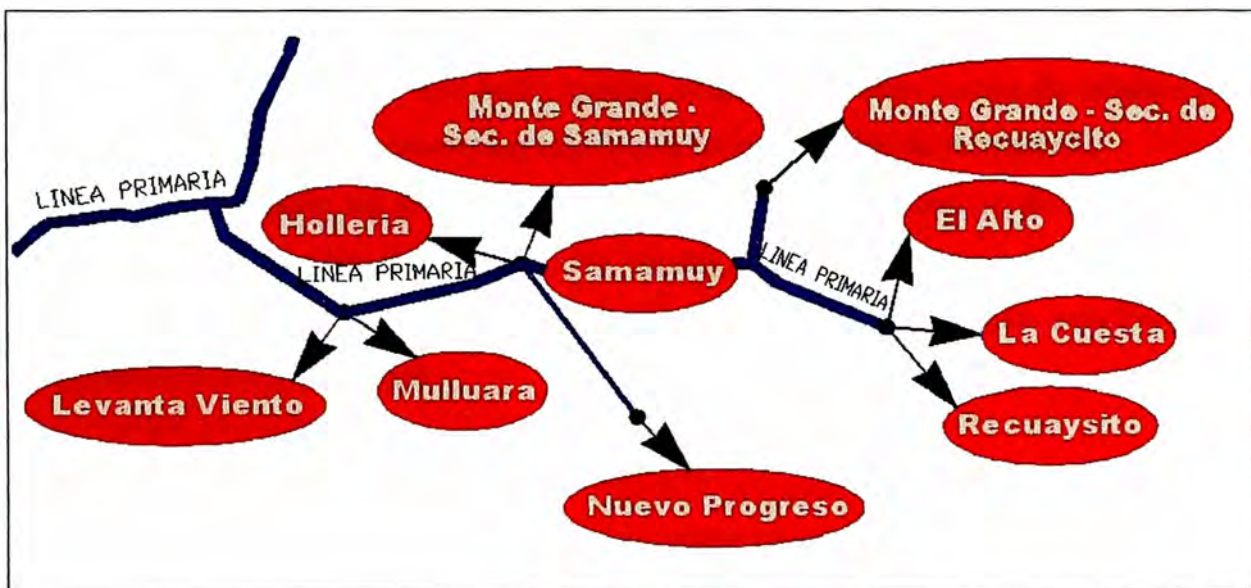 Monte Grande -
Sec. de Samamuy
Monte Grande - Sec. de
Recuaycito
LINEA PRIMARIA
Holleria
El Alto
LINEA PRIMARIA
Samamuy
LINEA PRIMARIA
La Cuesta
Mulluara
Levanta Viento
Recuaysito
Nuevo Progreso